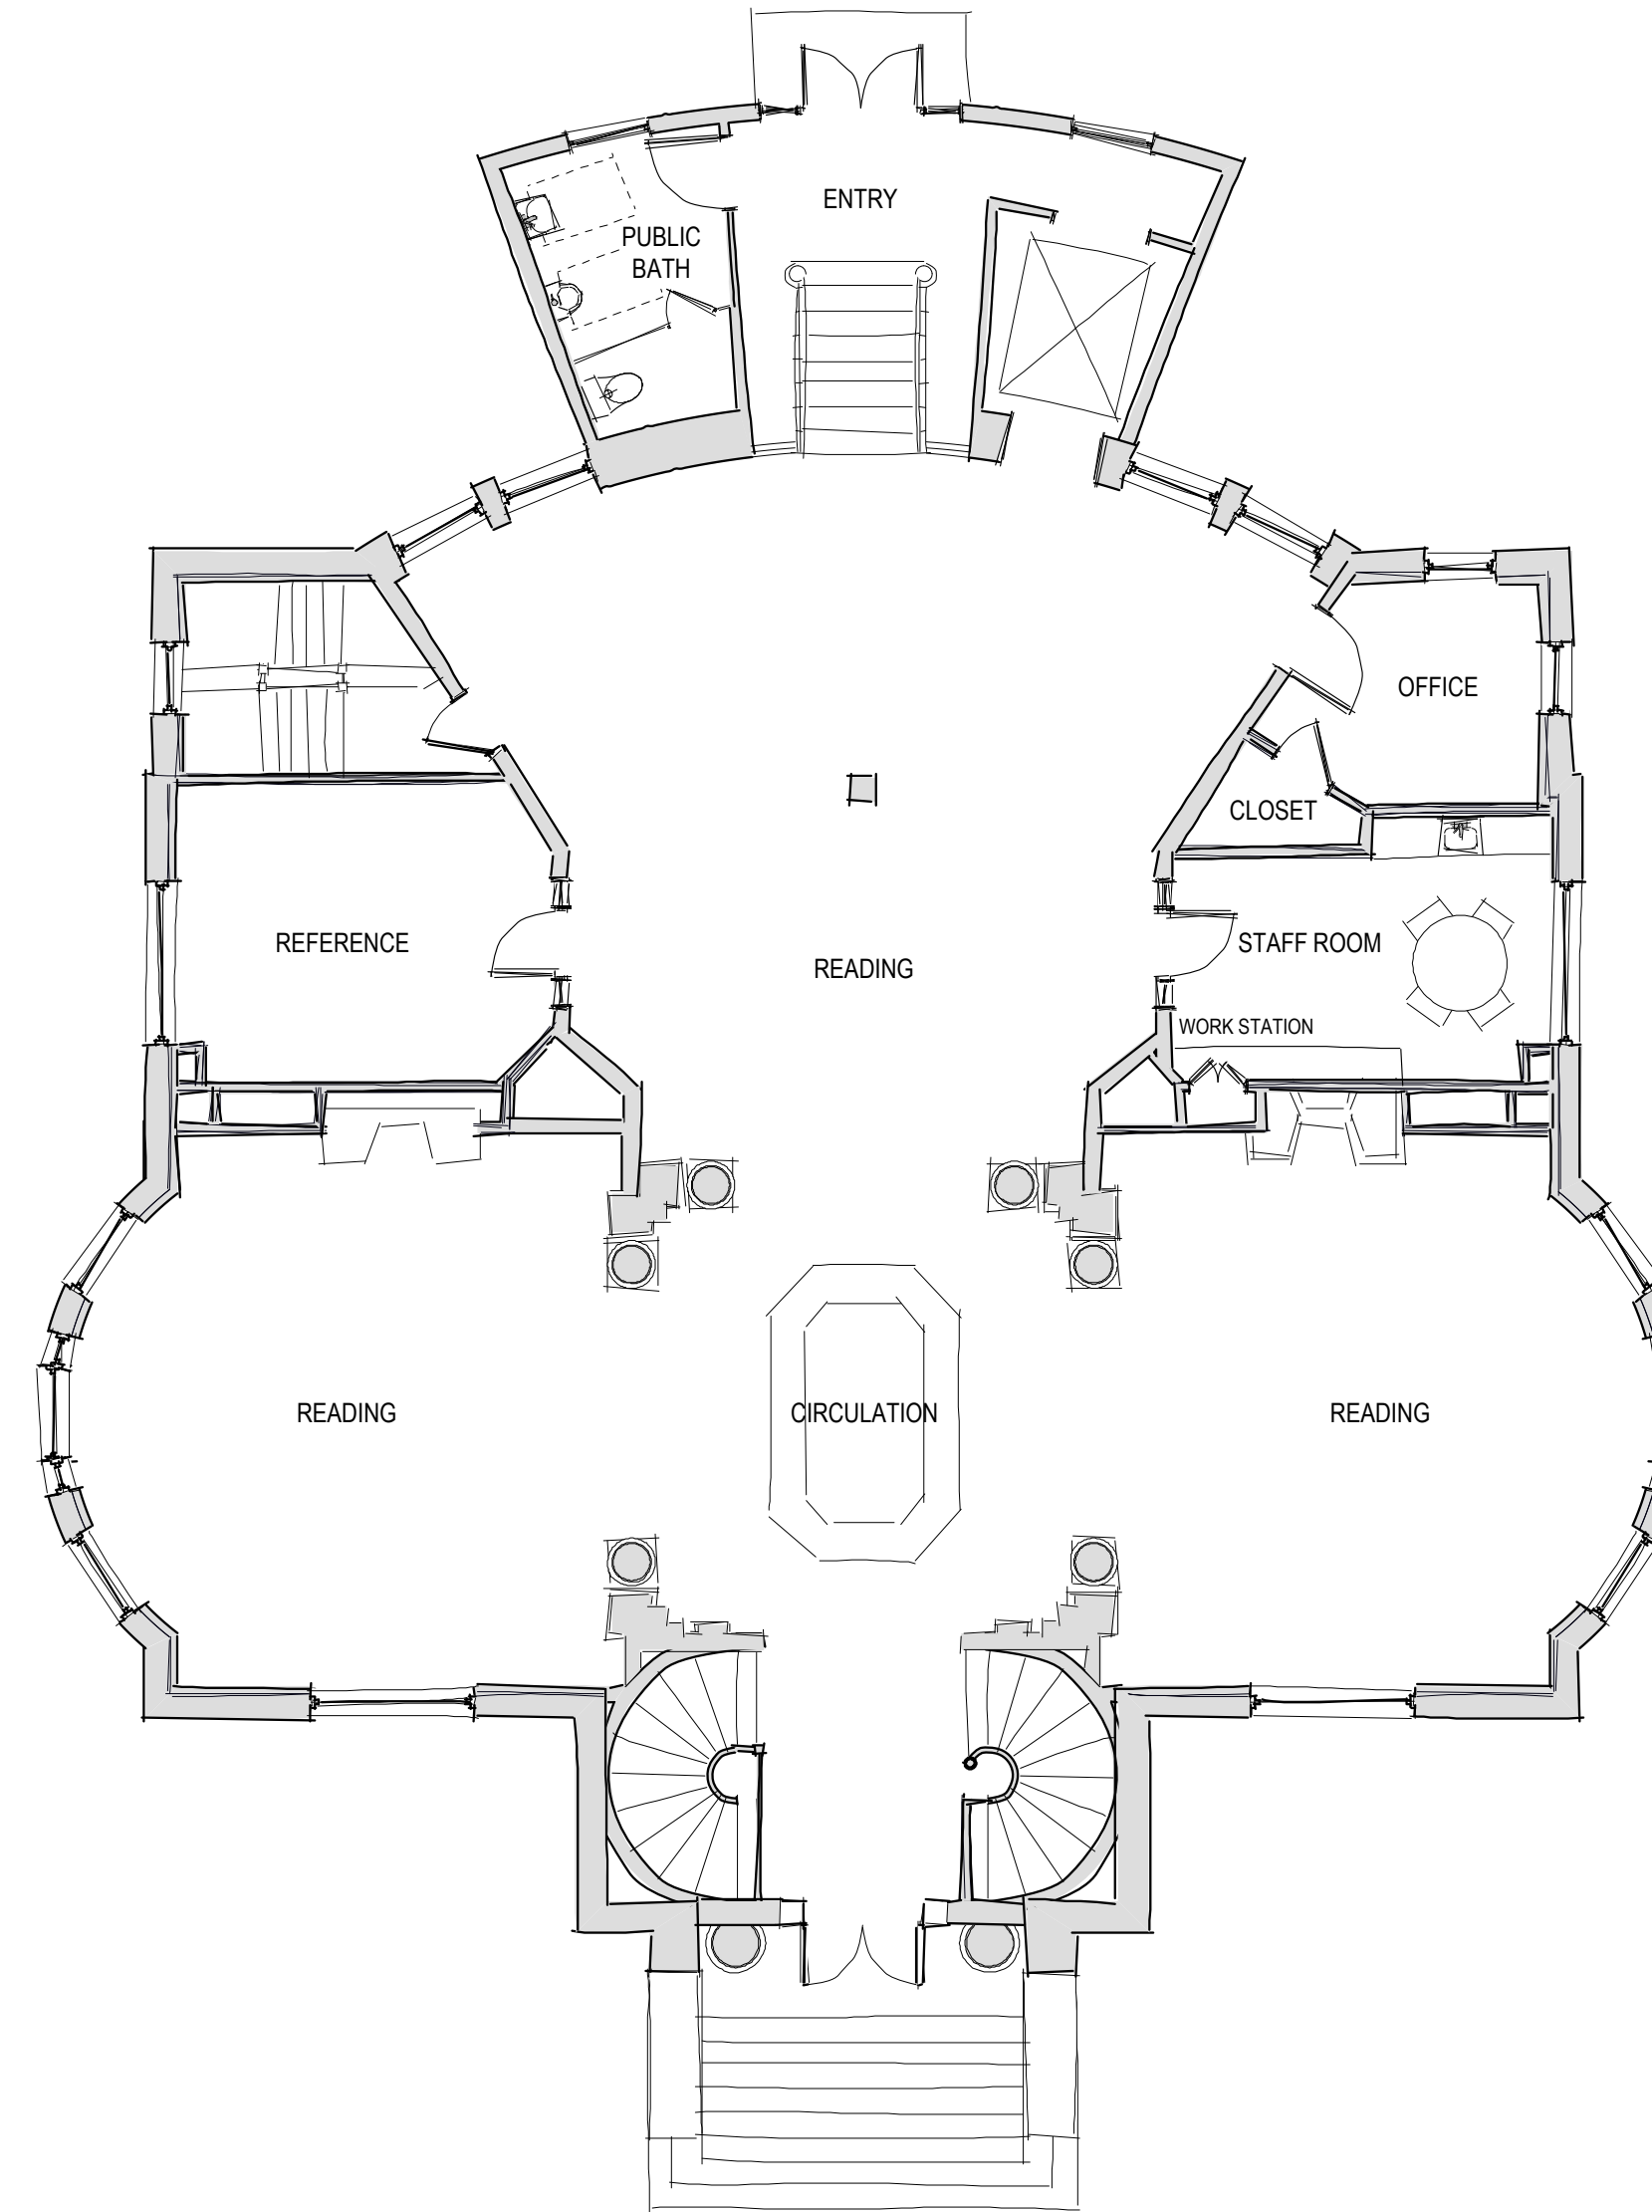 ENTRY
PUBLIC
BATH
OFFICE
CLOSET
REFERENCE
STAFF ROOM
READING
WORK STATION
READING
CIRCULATION
READING